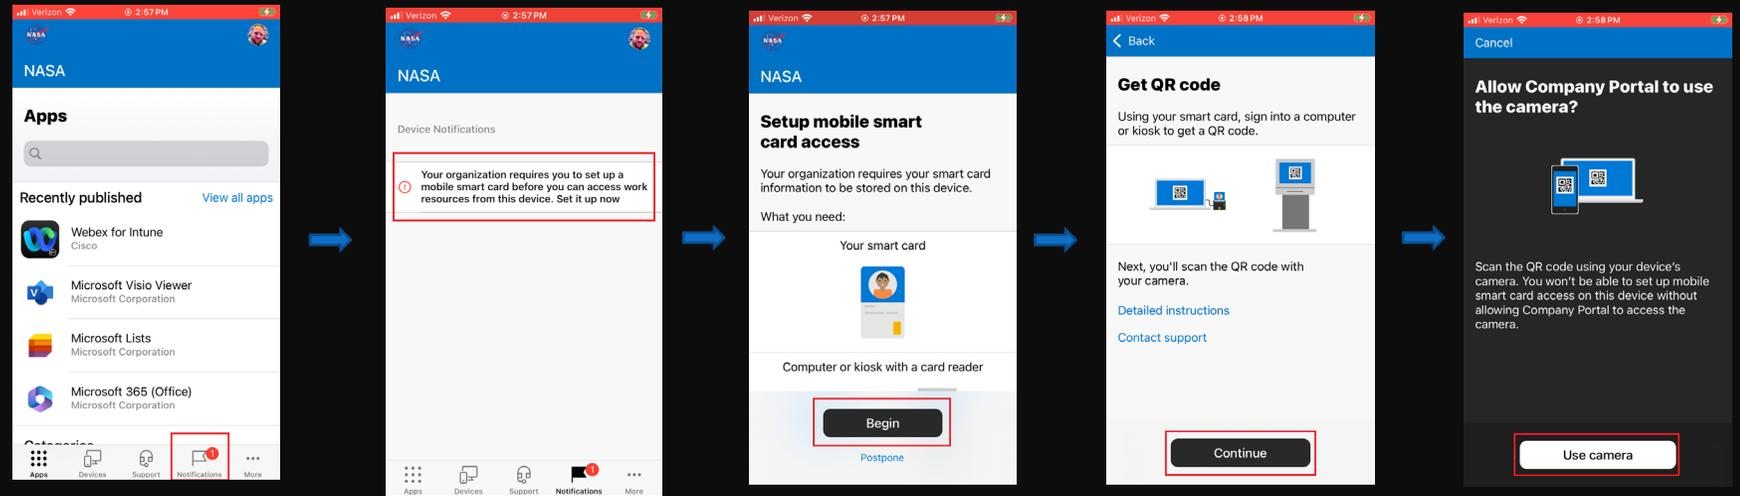 Verizon 2:57 PM
NASA
NASA
Apps
Recently published
View all apps
Webex for Intune
Cisco
Microsoft Visio Viewer
Microsoft Corporation
Microsoft Lists
Microsoft Corporation
Microsoft 365 (Office)
Microsoft Corporation
Categories
1
Apps
Devices
Support
Notifications
More
Verizon 2:57 PM
NASA
NASA
Device Notifications
Your organization requires you to set up a
mobile smart card before you can access work
resources from this device. Set it up now
1
Apps
Devices
Support
Notifications
More
Verizon 2:57 PM
NASA
NASA
Setup mobile smart
card access
Your organization requires your smart card
information to be stored on this device.
What you need:
Your smart card
Computer or kiosk with a card reader
Begin
Postpone
Verizon 2:58 PM
Back
Get QR code
Using your smart card, sign into a computer
or kiosk to get a QR code.
Next, you'll scan the QR code with
your camera.
Detailed instructions
Contact support
Continue
Verizon 2:58 PM
Cancel
Allow Company Portal to use
the camera?
Scan the QR code using your device's
camera. You won't be able to set up mobile
smart card access on this device without
allowing Company Portal to access the
camera.
Use camera